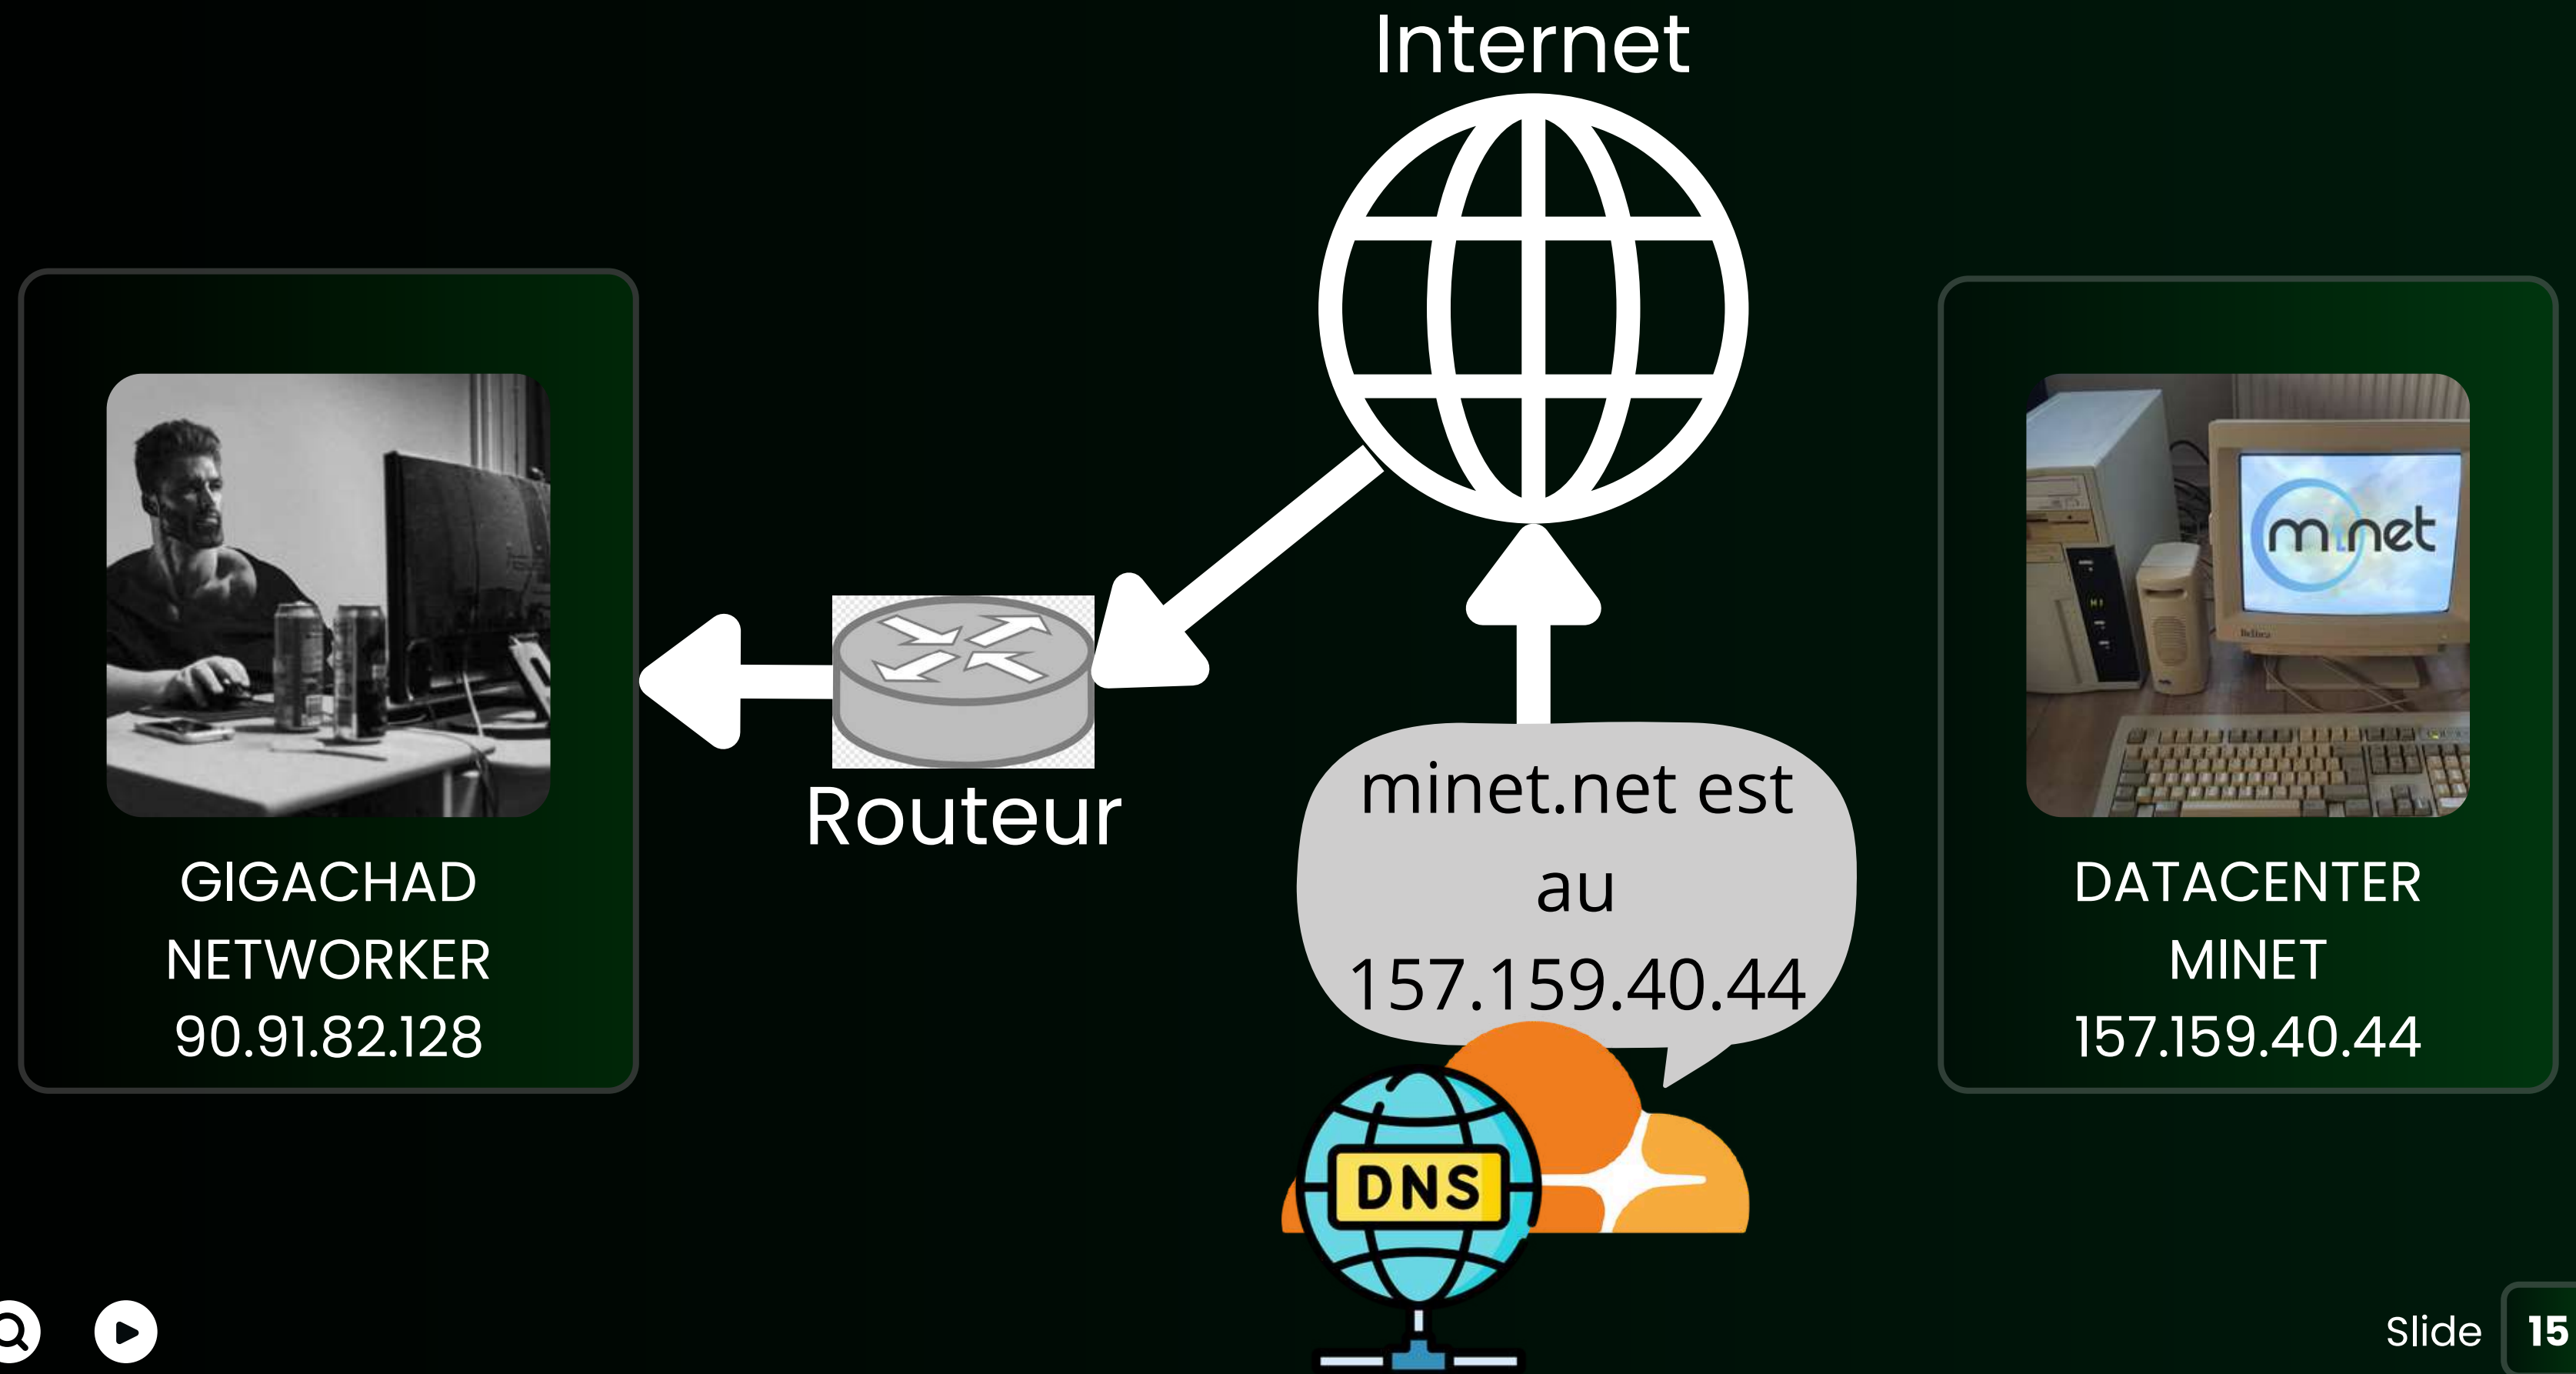 Internet
minet
Routeur
GIGACHAD
NETWORKER
90.91.82.128
minet.net est
au
157.159.40.44
DNS
DATACENTER
MINET
157.159.40.44
Slide 15